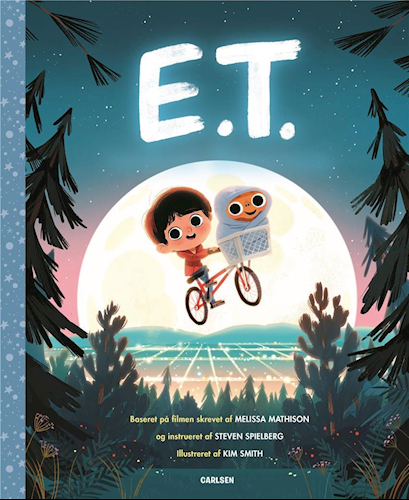 E.T.
Baseret på filmen skrevet af MELISSA MATHISON
og instrueret af STEVEN SPIELBERG
Illustreret af KIM SMITH
CARLSEN